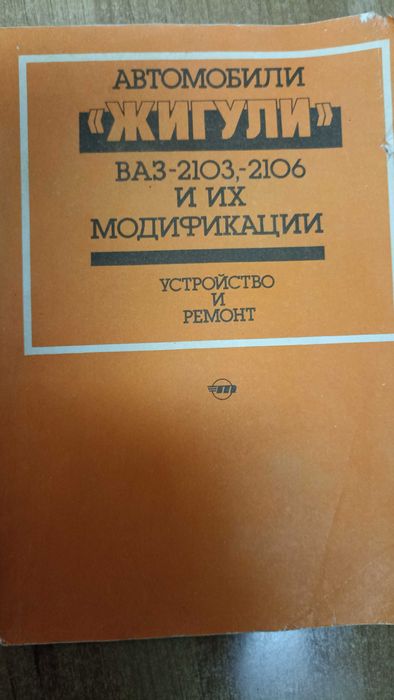 АВТОМОБИЛИ
«ЖИГУЛИ»
ВАЗ-2103,-2106
И ИХ
МОДИФИКАЦИИ
УСТРОЙСТВО
И
РЕМОНТ